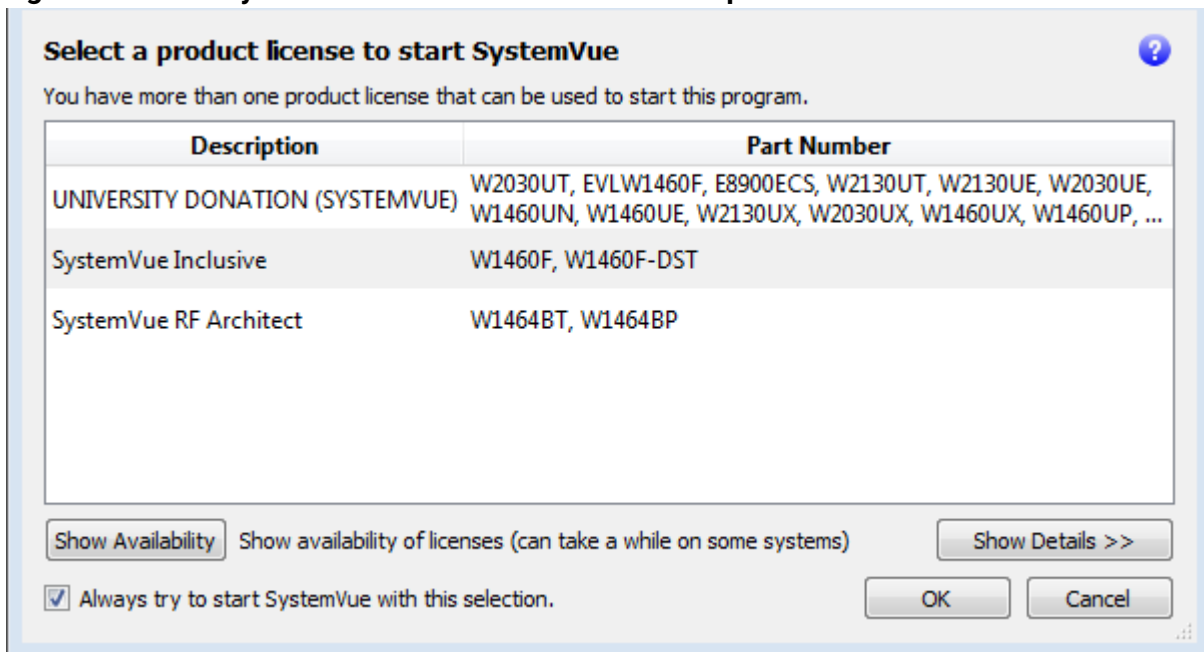 Select a product license to start SystemVue
You have more than one product license that can be used to start this program.
Description Part Number
UNIVERSITY DONATION (SYSTEMVUE) W2030UT, EVLW1460F, E8900ECS, W2130UT, W2130UE, W2030UE,
W1460UN, W1460UE, W2130UX, W2030UX, W1460UX, W1460UP, ...
SystemVue Inclusive W1460F, W1460F-DST
SystemVue RF Architect W1464BT, W1464BP
Show Availability Show availability of licenses (can take a while on some systems) Show Details >>
Always try to start SystemVue with this selection. OK Cancel